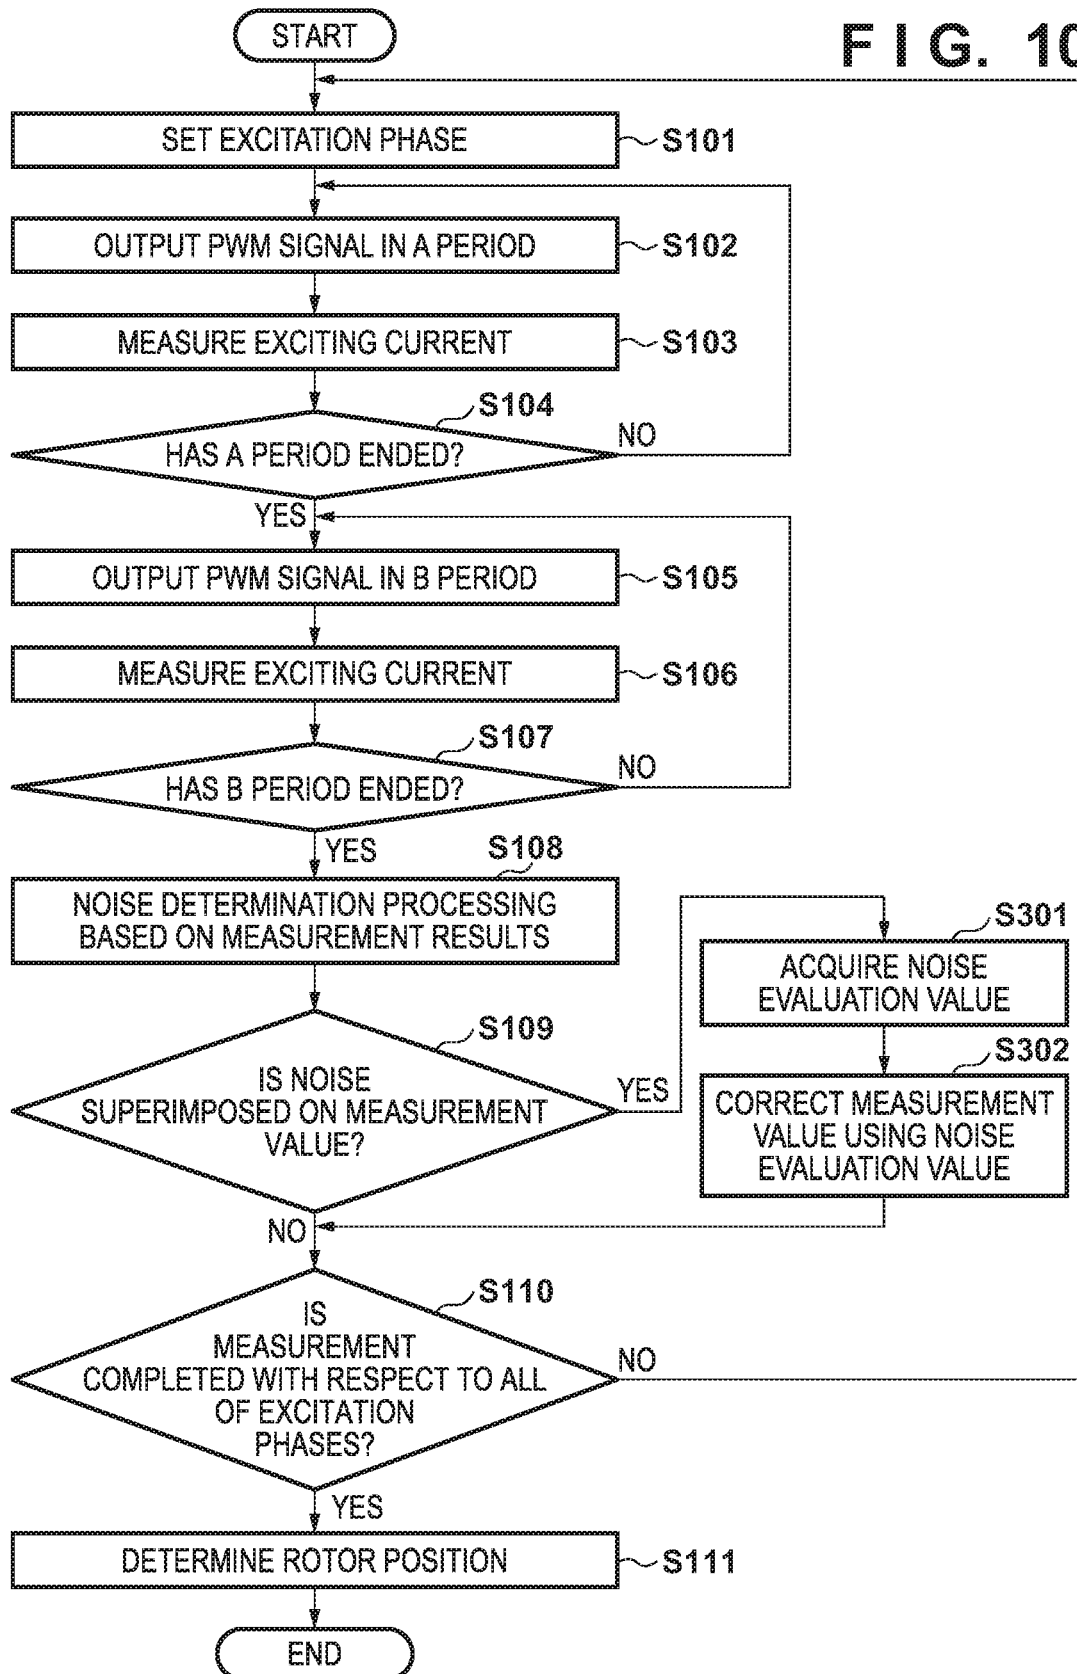 START
FIG. 10
SET EXCITATION PHASE
S101
OUTPUT PWM SIGNAL IN A PERIOD
S102
MEASURE EXCITING CURRENT
S103
S104
HAS A PERIOD ENDED?
NO
YES
OUTPUT PWM SIGNAL IN B PERIOD
S105
MEASURE EXCITING CURRENT
S106
S107
HAS B PERIOD ENDED?
NO
YES
S108
NOISE DETERMINATION PROCESSING
BASED ON MEASUREMENT RESULTS
S301
ACQUIRE NOISE
EVALUATION VALUE
S109
IS NOISE
SUPERIMPOSED ON MEASUREMENT
VALUE?
YES
S302
CORRECT MEASUREMENT
VALUE USING NOISE
EVALUATION VALUE
NO
S110
IS
MEASUREMENT
COMPLETED WITH RESPECT TO ALL
OF EXCITATION
PHASES?
NO
YES
DETERMINE ROTOR POSITION
S111
END